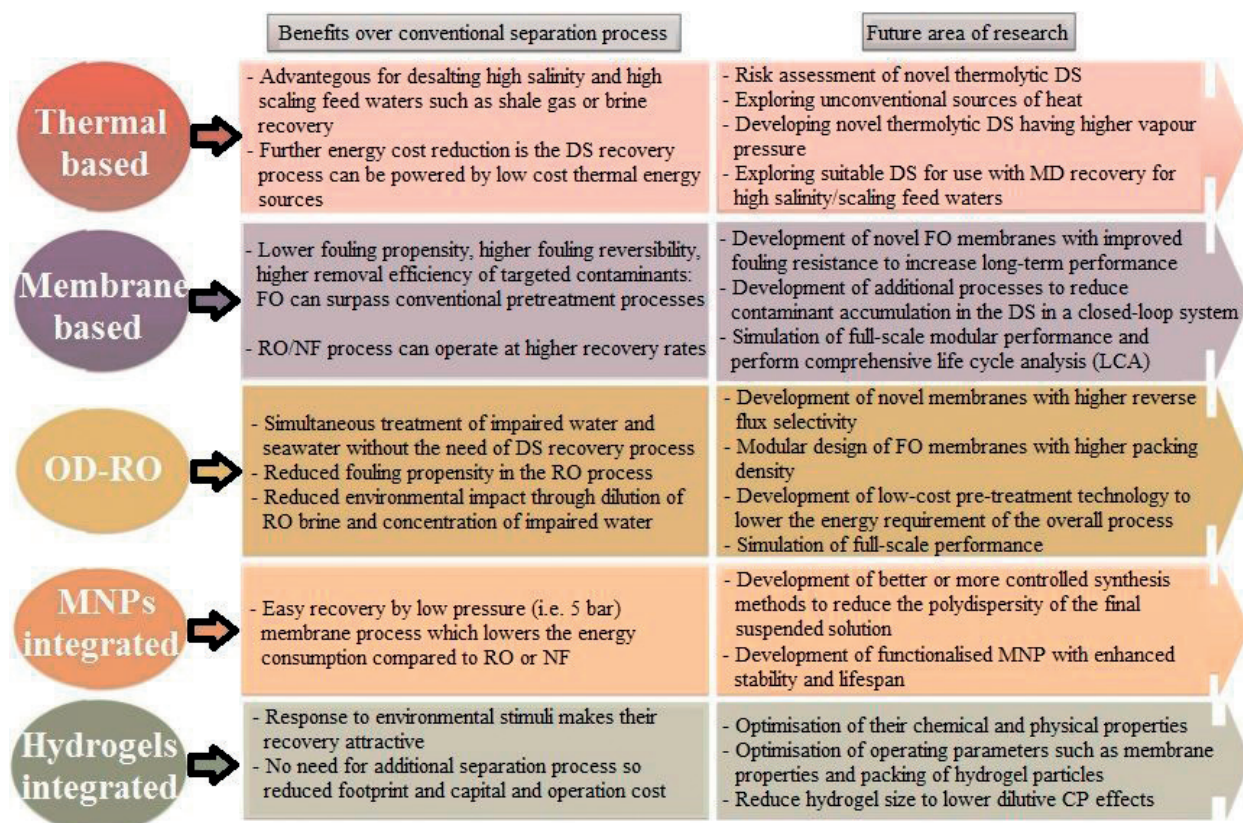 Benefits over conventional separation process
Future area of research
Thermal
based
- Advantegous for desalting high salinity and high
scaling feed waters such as shale gas or brine
recovery
- Further energy cost reduction is the DS recovery
process can be powered by low cost thermal energy
sources
- Risk assessment of novel thermolytic DS
- Exploring unconventional sources of heat
- Developing novel thermolytic DS having higher vapour
pressure
- Exploring suitable DS for use with MD recovery for
high salinity/scaling feed waters
Membrane
based
- Lower fouling propensity, higher fouling reversibility,
higher removal efficiency of targeted contaminants:
FO can surpass conventional pretreatment processes
- RO/NF process can operate at higher recovery rates
- Development of novel FO membranes with improved
fouling resistance to increase long-term performance
- Development of additional processes to reduce
contaminant accumulation in the DS in a closed-loop system
- Simulation of full-scale modular performance and
perform comprehensive life cycle analysis (LCA)
OD-RO
- Simultaneous treatment of impaired water and
seawater without the need of DS recovery process
- Reduced fouling propensity in the RO process
- Reduced environmental impact through dilution of
RO brine and concentration of impaired water
- Development of novel membranes with higher reverse
flux selectivity
- Modular design of FO membranes with higher packing
density
- Development of low-cost pre-treatment technology to
lower the energy requirement of the overall process
- Simulation of full-scale performance
MNPs
integrated
- Easy recovery by low pressure (i.e. 5 bar)
membrane process which lowers the energy
consumption compared to RO or NF
- Development of better or more controlled synthesis
methods to reduce the polydispersity of the final
suspended solution
- Development of functionalised MNP with enhanced
stability and lifespan
Hydrogels
integrated
- Response to environmental stimuli makes their
recovery attractive
- No need for additional separation process so
reduced footprint and capital and operation cost
- Optimisation of their chemical and physical properties
- Optimisation of operating parameters such as membrane
properties and packing of hydrogel particles
- Reduce hydrogel size to lower dilutive CP effects